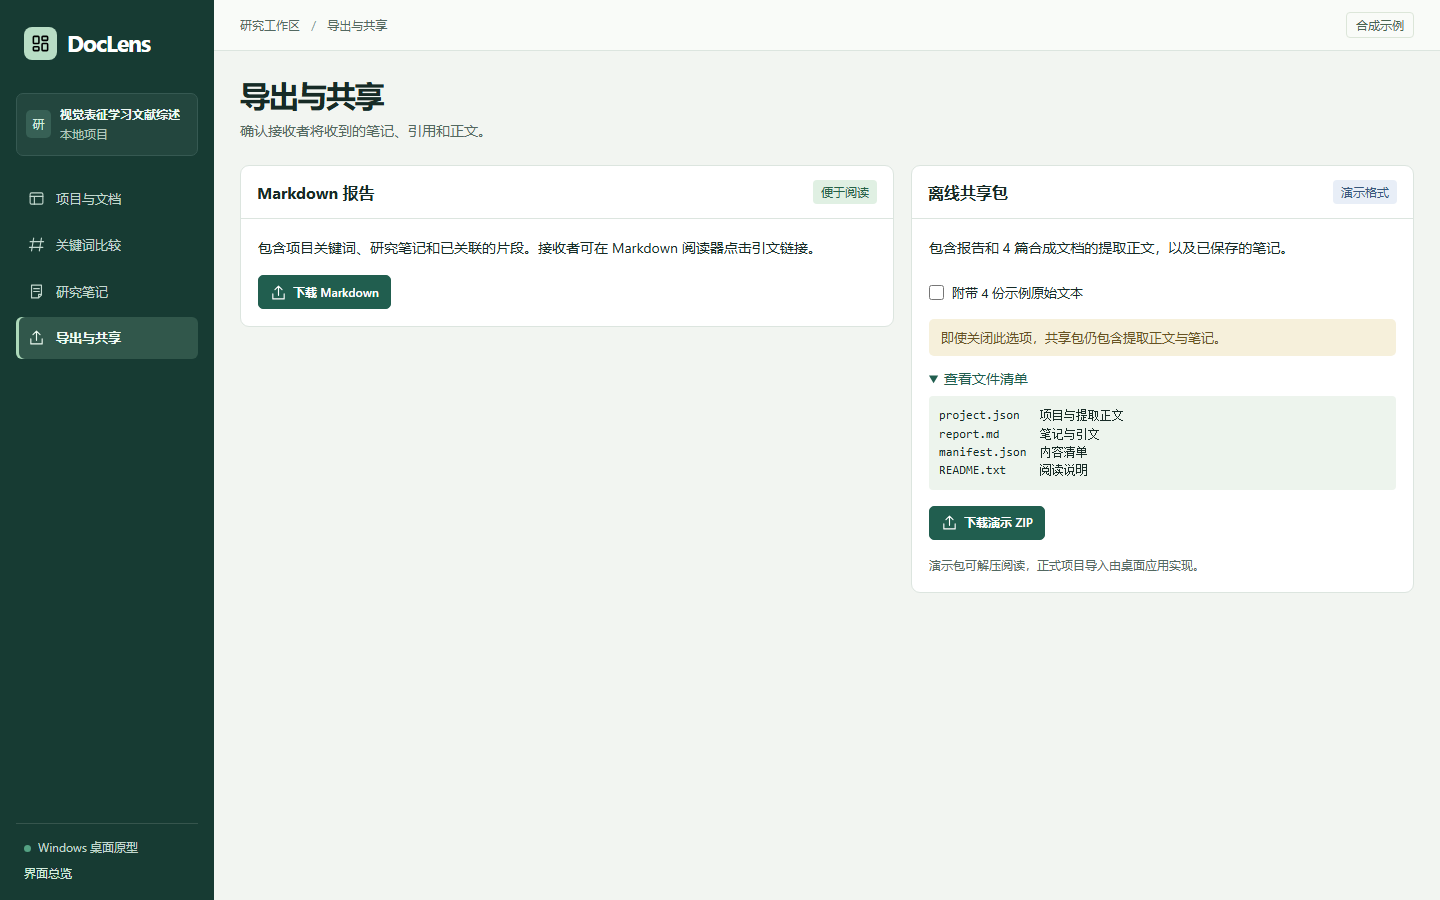 DocLens
研
视觉表征学习文献综述
本地项目
项目与文档
关键词比较
研究笔记
导出与共享
Windows 桌面原型
界面总览
研究工作区 / 导出与共享
合成示例
导出与共享
确认接收者将收到的笔记、引用和正文。
Markdown 报告
便于阅读
包含项目关键词、研究笔记和已关联的片段。接收者可在 Markdown 阅读器点击引文链接。
下载 Markdown
离线共享包
演示格式
包含报告和 4 篇合成文档的提取正文，以及已保存的笔记。
附带 4 份示例原始文本
即使关闭此选项，共享包仍包含提取正文与笔记。
▼ 查看文件清单
project.json 项目与提取正文
report.md 笔记与引文
manifest.json 内容清单
README.txt 阅读说明
下载演示 ZIP
演示包可解压阅读，正式项目导入由桌面应用实现。